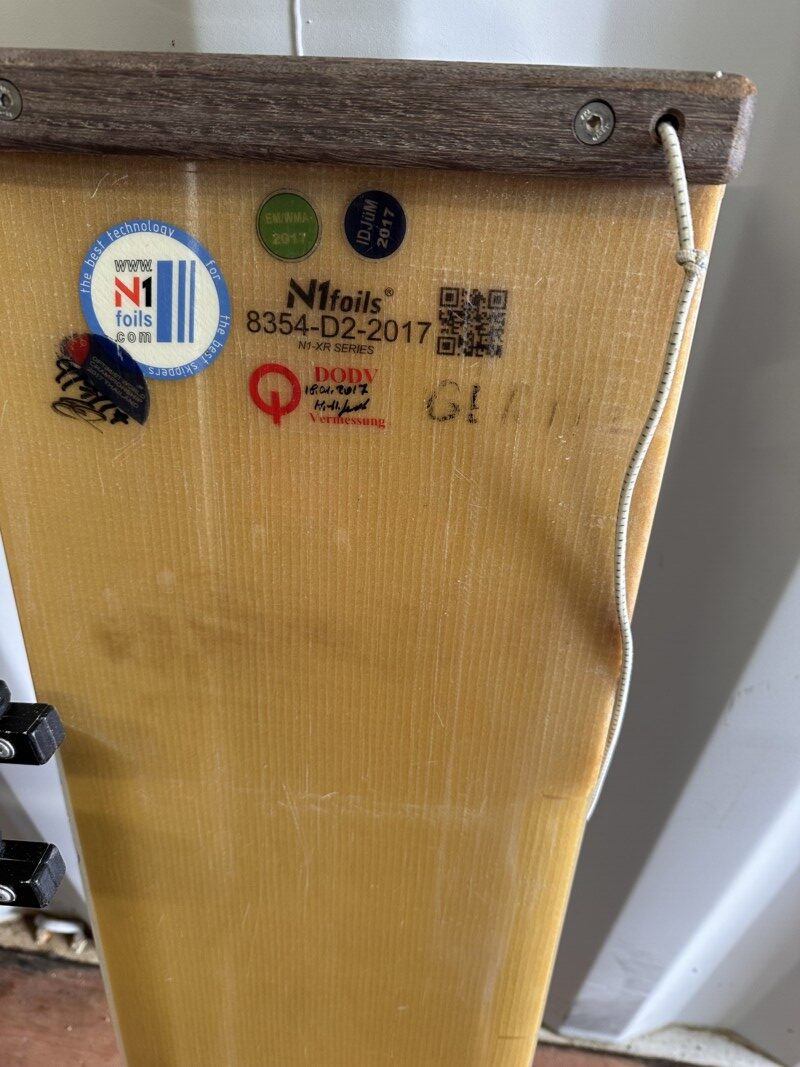 the best technology for the best skippers
www.
N1
foils
.com
EM/WMA-
2017
IDJüM
2017
N1foils®
8354-D2-2017
N1-XR SERIES
DODV
18.01.2017
Vermessung